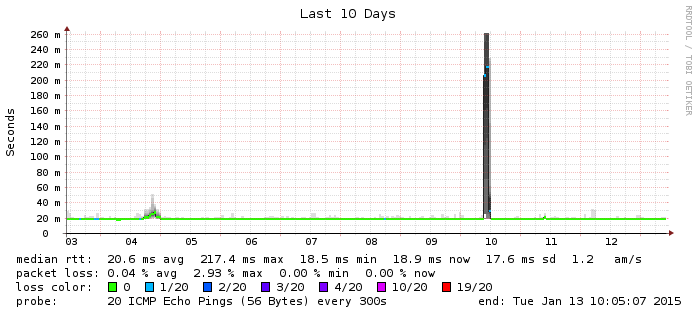 Last 10 Days
RRDTOOL / TOBI OETIKER
Seconds
260 m
240 m
220 m
200 m
180 m
160 m
140 m
120 m
100 m
80 m
60 m
40 m
20 m
0
03 04 05 06 07 08 09 10 11 12
median rtt: 20.6 ms avg 217.4 ms max 18.5 ms min 18.9 ms now 17.6 ms sd 1.2 am/s
packet loss: 0.04 % avg 2.93 % max 0.00 % min 0.00 % now
loss color: 0 1/20 2/20 3/20 4/20 10/20 19/20
probe: 20 ICMP Echo Pings (56 Bytes) every 300s end: Tue Jan 13 10:05:07 2015